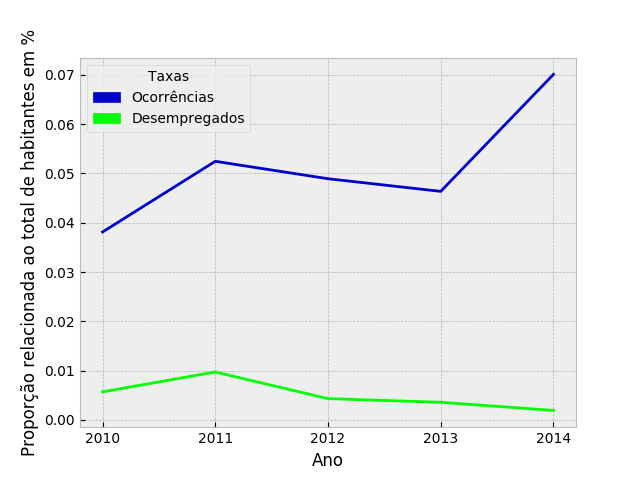 Proporção relacionada ao total de habitantes em %
0.07
0.06
0.05
0.04
0.03
0.02
0.01
0.00
Taxas
Ocorrências
Desempregados
2010 2011 2012 2013 2014
Ano